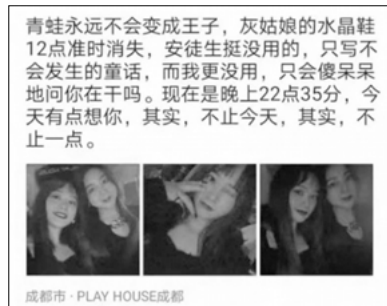 青蛙永远不会变成王子，灰姑娘的水晶鞋
12点准时消失，安徒生挺没用的，只写不
会发生的童话，而我更没用，只会傻呆呆
地问你在干吗。现在是晚上22点35分，今
天有点想你，其实，不止今天，其实，不
止一点。
成都市·PLAY HOUSE成都